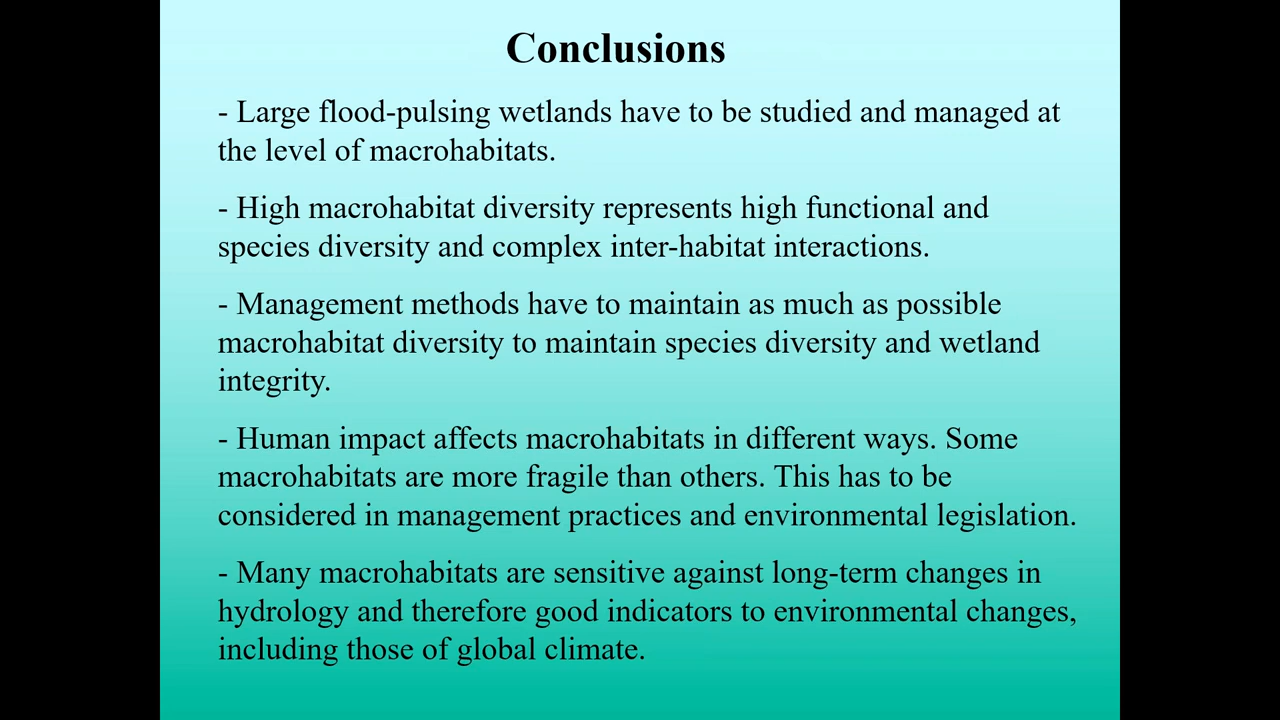 Conclusions
- Large flood-pulsing wetlands have to be studied and managed at
the level of macrohabitats.
- High macrohabitat diversity represents high functional and
species diversity and complex inter-habitat interactions.
- Management methods have to maintain as much as possible
macrohabitat diversity to maintain species diversity and wetland
integrity.
- Human impact affects macrohabitats in different ways. Some
macrohabitats are more fragile than others. This has to be
considered in management practices and environmental legislation.
- Many macrohabitats are sensitive against long-term changes in
hydrology and therefore good indicators to environmental changes,
including those of global climate.